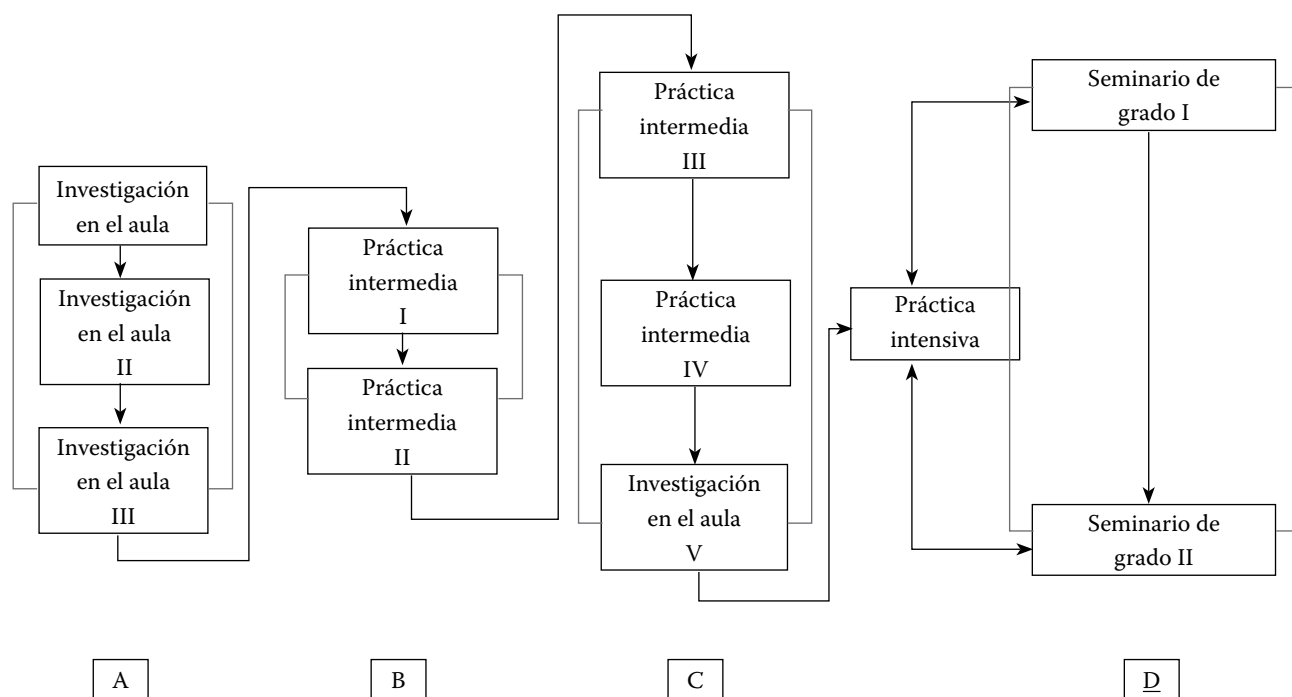 Investigación
en el aula
Investigación
en el aula
II
Investigación
en el aula
III
Práctica
intermedia
I
Práctica
intermedia
II
Práctica
intermedia
III
Práctica
intermedia
IV
Investigación
en el aula
V
Práctica
intensiva
Seminario de
grado I
Seminario de
grado II
A
B
C
D